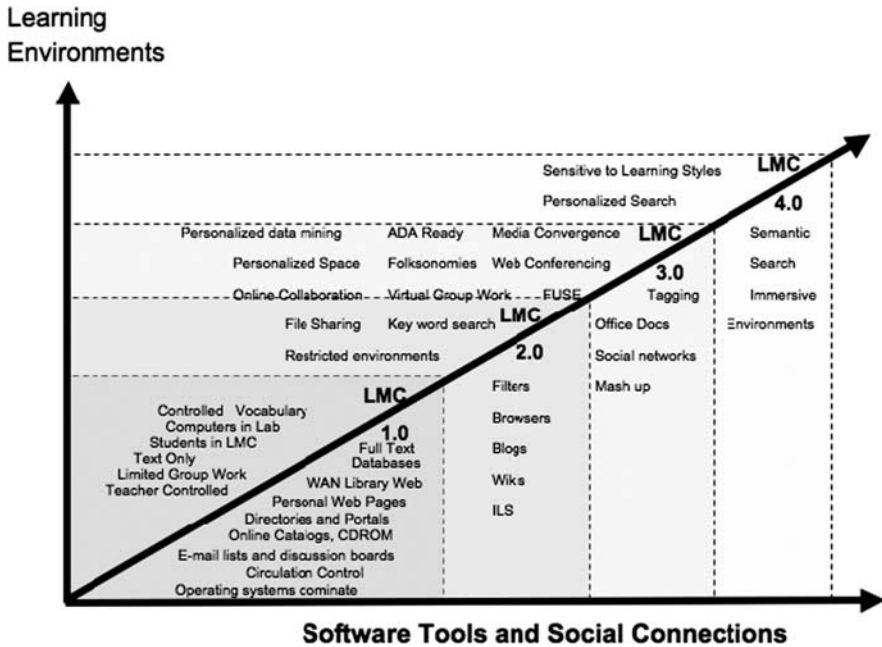 Learning
Environments
Sensitive to Learning Styles
LMC
Personalized Search
4.0
Personalized data mining
ADA Ready
Media Convergence
LMC
Semantic
Personalized Space
Folksonomies
Web Conferencing
3.0
Search
Online Collaboration
Virtual Group Work
FUSE
Tagging
Immersive
File Sharing
Key word search
LMC
Office Docs
Environments
2.0
Restricted environments
Social networks
Filters
Mash up
LMC
Controlled Vocabulary
Browsers
Computers in Lab
1.0
Students in LMC
Full Text
Blogs
Text Only
Databases
Limited Group Work
WAN Library Web
Wikis
Teacher Controlled
Personal Web Pages
ILS
Directories and Portals
Online Catalogs, CDROM
E-mail lists and discussion boards
Circulation Control
Operating systems cominate
Software Tools and Social Connections